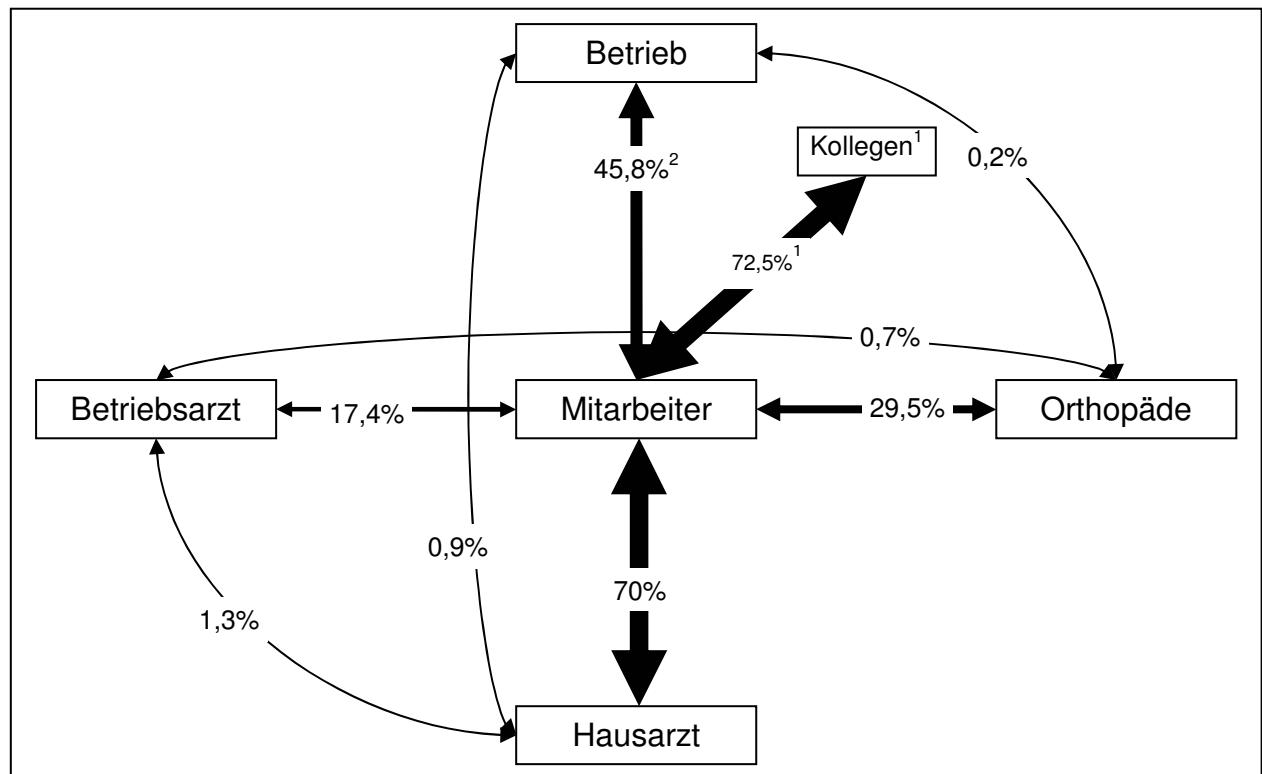 Betrieb
Kollegen¹
0,2%
45,8%²
72,5%¹
0,7%
Betriebsarzt
17,4%
Mitarbeiter
29,5%
Orthopäde
0,9%
70%
1,3%
Hausarzt